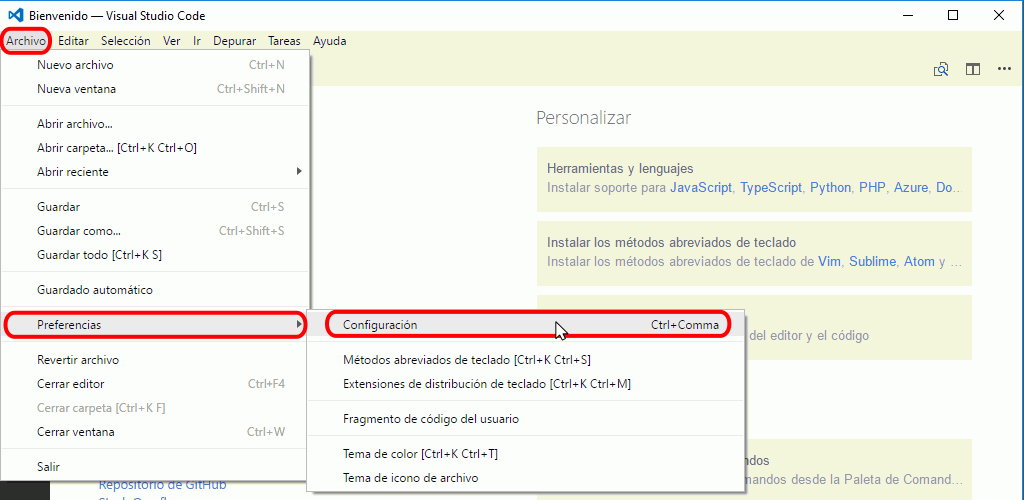 Bienvenido — Visual Studio Code
Archivo Editar Selección Ver Ir Depurar Tareas Ayuda
Nuevo archivo Ctrl+N
Nueva ventana Ctrl+Shift+N
Abrir archivo...
Abrir carpeta... [Ctrl+K Ctrl+O]
Abrir reciente
Guardar Ctrl+S
Guardar como... Ctrl+Shift+S
Guardar todo [Ctrl+K S]
Guardado automático
Preferencias
Revertir archivo
Cerrar editor Ctrl+F4
Cerrar carpeta [Ctrl+K F]
Cerrar ventana Ctrl+W
Salir
Repositorio de GitHub
Configuración Ctrl+Comma
Métodos abreviados de teclado [Ctrl+K Ctrl+S]
Extensiones de distribución de teclado [Ctrl+K Ctrl+M]
Fragmento de código del usuario
Tema de color [Ctrl+K Ctrl+T]
Tema de icono de archivo
Personalizar
Herramientas y lenguajes
Instalar soporte para JavaScript, TypeScript, Python, PHP, Azure, Do...
Instalar los métodos abreviados de teclado
Instalar los métodos abreviados de teclado de Vim, Sublime, Atom y ...
del editor y el código
ndos
mandos desde la Paleta de Comand...